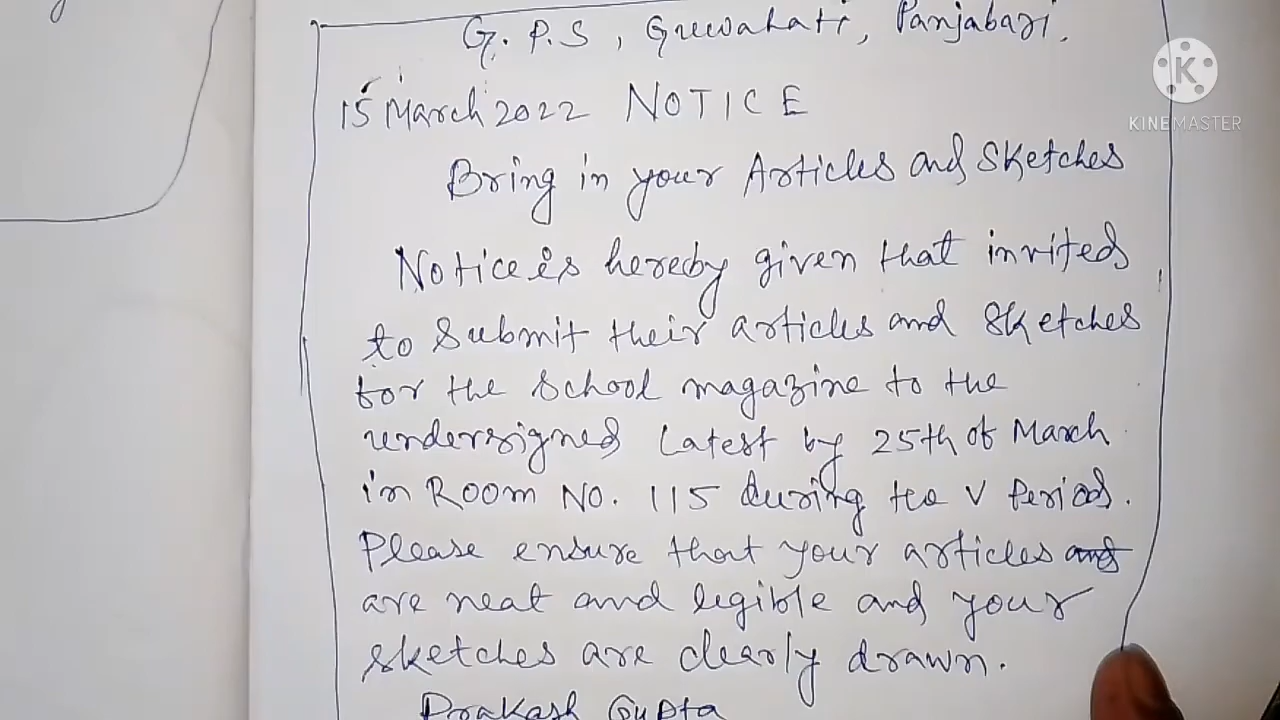 G. P. S, Guwahati, Panjabari,
15 March 2022 NOTICE
Bring in your Articles and Sketches
Notice is hereby given that invited
to submit their articles and sketches
for the school magazine to the
undersigned latest by 25th of March
in Room No. 115 during the V Period.
Please ensure that your articles and
are neat and legible and your
sketches are clearly drawn.
Prakash Gupta
KINEMASTER